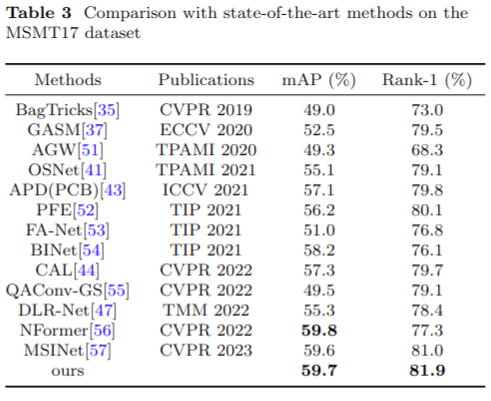 Table 3 Comparison with state-of-the-art methods on the
MSMT17 dataset
Methods Publications mAP (%) Rank-1 (%)
BagTricks[35] CVPR 2019 49.0 73.0
GASM[37] ECCV 2020 52.5 79.5
AGW[51] TPAMI 2020 49.3 68.3
OSNet[41] TPAMI 2021 55.1 79.1
APD(PCB)[43] ICCV 2021 57.1 79.8
PFE[52] TIP 2021 56.2 80.1
FA-Net[53] TIP 2021 51.0 76.8
BINet[54] TIP 2021 58.2 76.1
CAL[44] CVPR 2022 57.3 79.7
QAConv-GS[55] CVPR 2022 49.5 79.1
DLR-Net[47] TMM 2022 55.3 78.4
NFormer[56] CVPR 2022 59.8 77.3
MSINet[57] CVPR 2023 59.6 81.0
ours 59.7 81.9